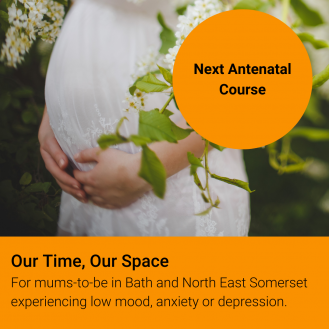 Next Antenatal
Course
Our Time, Our Space
For mums-to-be in Bath and North East Somerset
experiencing low mood, anxiety or depression.